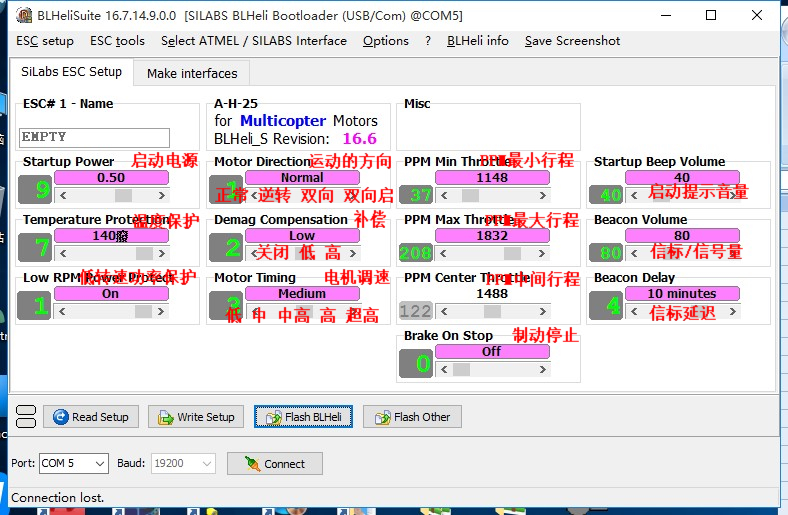 BLHeliSuite 16.7.14.9.0.0 [SILABS BLHeli Bootloader (USB/Com) @COM5]
ESC setup ESC tools Select ATMEL / SILABS Interface Options ? BLHeli info Save Screenshot
SiLabs ESC Setup Make interfaces
ESC# 1 - Name
EMPTY
A-H-25
for Multicopter Motors
BLHeli_S Revision: 16.6
Misc
Startup Power 启动电源
0.50
9
Motor Direction 运动的方向
Normal
1
正常 逆转 双向 双向启
PPM Min Throttle 最小行程
1148
37
Startup Beep Volume
40
40
启动提示音量
Temperature Protection 温度保护
140癈
7
Demag Compensation 补偿
Low
2
关闭 低 高
PPM Max Throttle 最大行程
1832
208
Beacon Volume
80
80
信标/信号量
Low RPM Power Protect 低转速功率保护
On
1
Motor Timing 电机调速
Medium
3
低 中 中高 高 超高
PPM Center Throttle 中间行程
1488
122
Beacon Delay
10 minutes
4
信标延迟
Brake On Stop 制动停止
Off
0
Read Setup Write Setup Flash BLHeli Flash Other
Port: COM 5 Baud: 19200 Connect
Connection lost.